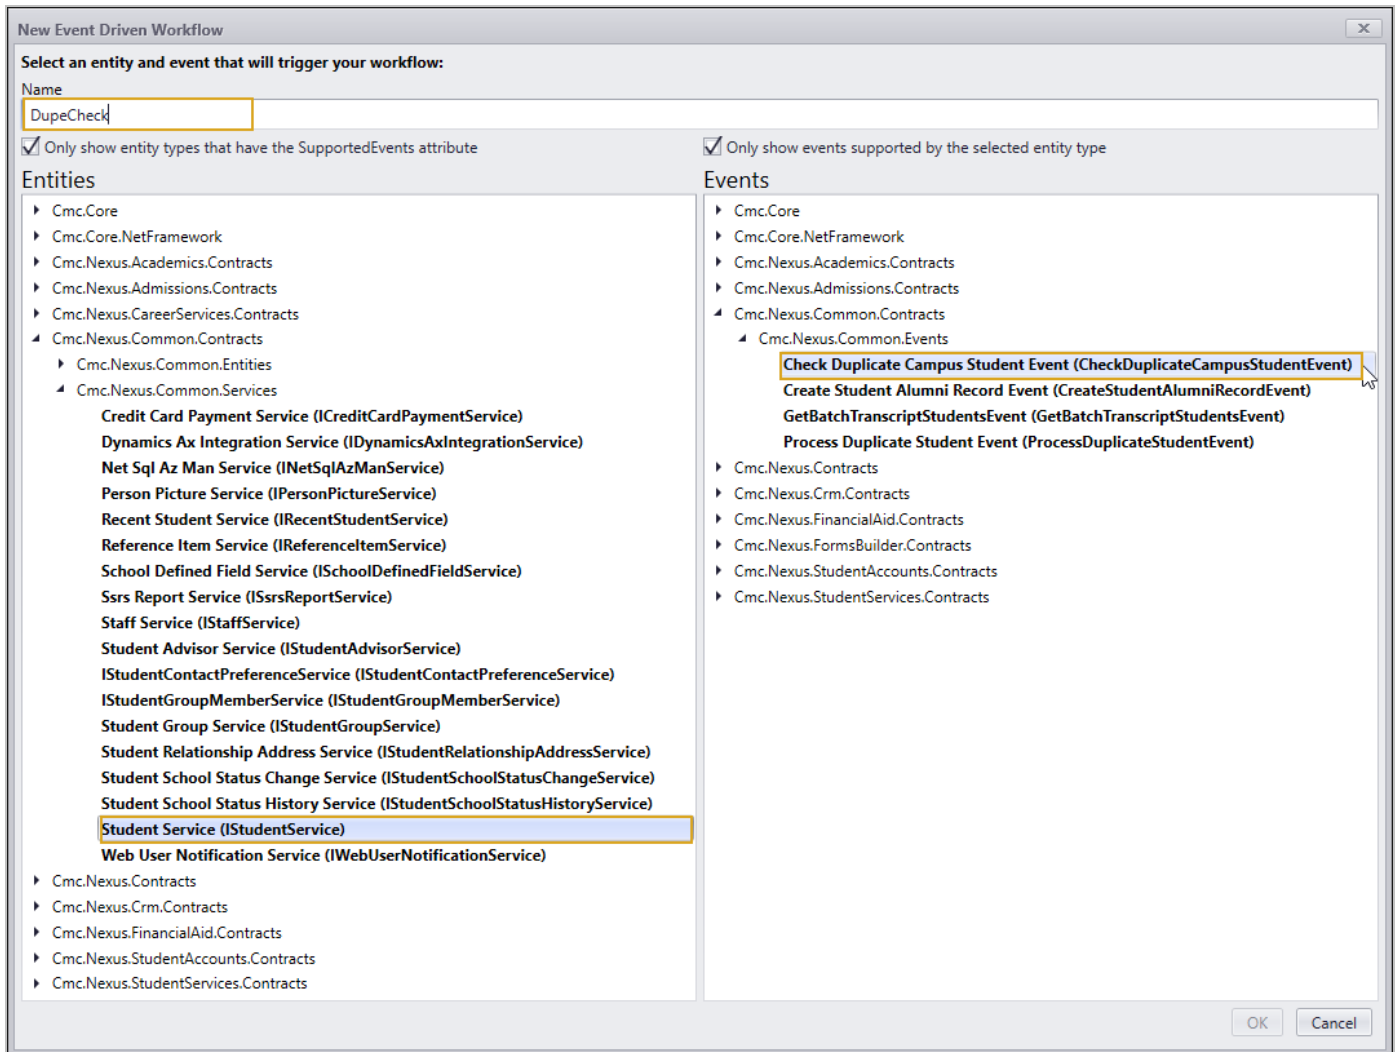 New Event Driven Workflow
Select an entity and event that will trigger your workflow:
Name
DupeCheck
Only show entity types that have the SupportedEvents attribute
Only show events supported by the selected entity type
Entities
Cmc.Core
Cmc.Core.NetFramework
Cmc.Nexus.Academics.Contracts
Cmc.Nexus.Admissions.Contracts
Cmc.Nexus.CareerServices.Contracts
Cmc.Nexus.Common.Contracts
Cmc.Nexus.Common.Entities
Cmc.Nexus.Common.Services
Credit Card Payment Service (ICreditCardPaymentService)
Dynamics Ax Integration Service (IDynamicsAxIntegrationService)
Net Sql Az Man Service (INetSqlAzManService)
Person Picture Service (IPersonPictureService)
Recent Student Service (IRecentStudentService)
Reference Item Service (IReferenceItemService)
School Defined Field Service (ISchoolDefinedFieldService)
Ssrs Report Service (ISsrsReportService)
Staff Service (IStaffService)
Student Advisor Service (IStudentAdvisorService)
IStudentContactPreferenceService (IStudentContactPreferenceService)
IStudentGroupMemberService (IStudentGroupMemberService)
Student Group Service (IStudentGroupService)
Student Relationship Address Service (IStudentRelationshipAddressService)
Student School Status Change Service (IStudentSchoolStatusChangeService)
Student School Status History Service (IStudentSchoolStatusHistoryService)
Student Service (IStudentService)
Web User Notification Service (IWebUserNotificationService)
Cmc.Nexus.Contracts
Cmc.Nexus.Crm.Contracts
Cmc.Nexus.FinancialAid.Contracts
Cmc.Nexus.StudentAccounts.Contracts
Cmc.Nexus.StudentServices.Contracts
Events
Cmc.Core
Cmc.Core.NetFramework
Cmc.Nexus.Academics.Contracts
Cmc.Nexus.Admissions.Contracts
Cmc.Nexus.Common.Contracts
Cmc.Nexus.Common.Events
Check Duplicate Campus Student Event (CheckDuplicateCampusStudentEvent)
Create Student Alumni Record Event (CreateStudentAlumniRecordEvent)
GetBatchTranscriptStudentsEvent (GetBatchTranscriptStudentsEvent)
Process Duplicate Student Event (ProcessDuplicateStudentEvent)
Cmc.Nexus.Contracts
Cmc.Nexus.Crm.Contracts
Cmc.Nexus.FinancialAid.Contracts
Cmc.Nexus.FormsBuilder.Contracts
Cmc.Nexus.StudentAccounts.Contracts
Cmc.Nexus.StudentServices.Contracts
OK
Cancel